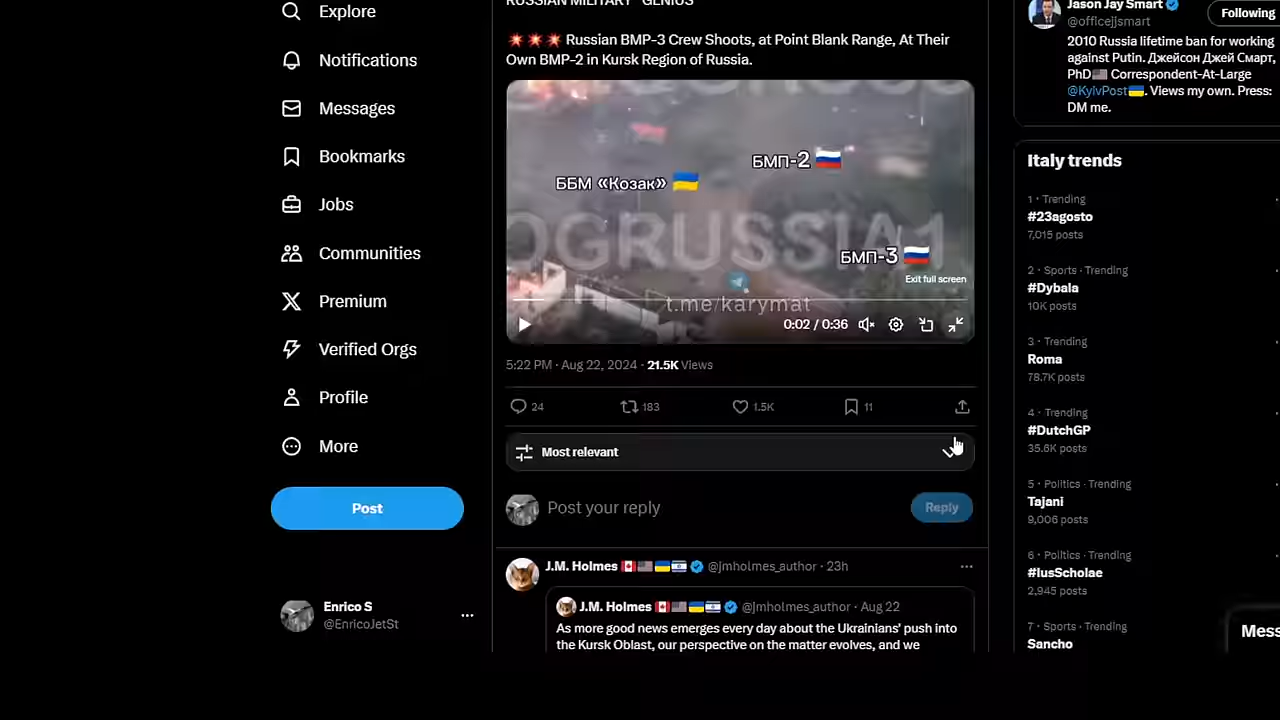 Explore
Notifications
Messages
Bookmarks
Jobs
Communities
Premium
Verified Orgs
Profile
More
Post
Enrico S
@EnricoJetSt
RUSSIAN MILITARY "GENIUS"
💥💥💥 Russian BMP-3 Crew Shoots, at Point Blank Range, At Their
Own BMP-2 in Kursk Region of Russia.
БМП-2 🇷🇺
ББМ «Козак» 🇺🇦
OGRUSSIA1
БМП-3 🇷🇺
Exit full screen
t.me/karymat
0:02 / 0:36
5:22 PM · Aug 22, 2024 · 21.5K Views
24
183
1.5K
11
Most relevant
Post your reply
Reply
J.M. Holmes 🇨🇦🇺🇸🇺🇦🇮🇱 @jmholmes_author · 23h
J.M. Holmes 🇨🇦🇺🇸🇺🇦🇮🇱 @jmholmes_author · Aug 22
As more good news emerges every day about the Ukrainians' push into
the Kursk Oblast, our perspective on the matter evolves, and we
Jason Jay Smart
@officejjsmart
Following
2010 Russia lifetime ban for working
against Putin. Джейсон Джей Смарт,
PhD🇺🇸 Correspondent-At-Large
@KyivPost🇺🇦. Views my own. Press:
DM me.
Italy trends
1 · Trending
#23agosto
7,015 posts
2 · Sports · Trending
#Dybala
10K posts
3 · Trending
Roma
78.7K posts
4 · Trending
#DutchGP
35.6K posts
5 · Politics · Trending
Tajani
9,006 posts
6 · Politics · Trending
#IusScholae
2,945 posts
7 · Sports · Trending
Sancho